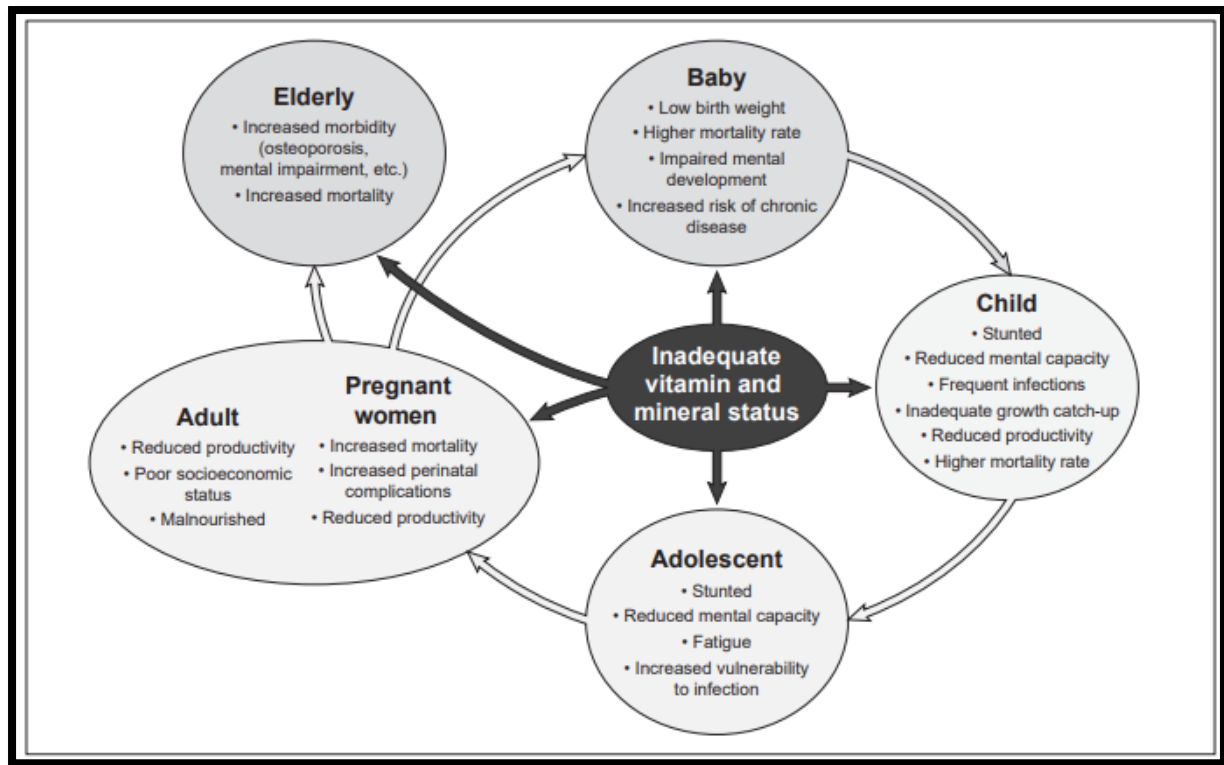 Elderly
• Increased morbidity
(osteoporosis,
mental impairment, etc.)
• Increased mortality
Baby
• Low birth weight
• Higher mortality rate
• Impaired mental
development
• Increased risk of chronic
disease
Child
• Stunted
• Reduced mental capacity
• Frequent infections
• Inadequate growth catch-up
• Reduced productivity
• Higher mortality rate
Inadequate
vitamin and
mineral status
Adult
• Reduced productivity
• Poor socioeconomic
status
• Malnourished
Pregnant
women
• Increased mortality
• Increased perinatal
complications
• Reduced productivity
Adolescent
• Stunted
• Reduced mental capacity
• Fatigue
• Increased vulnerability
to infection